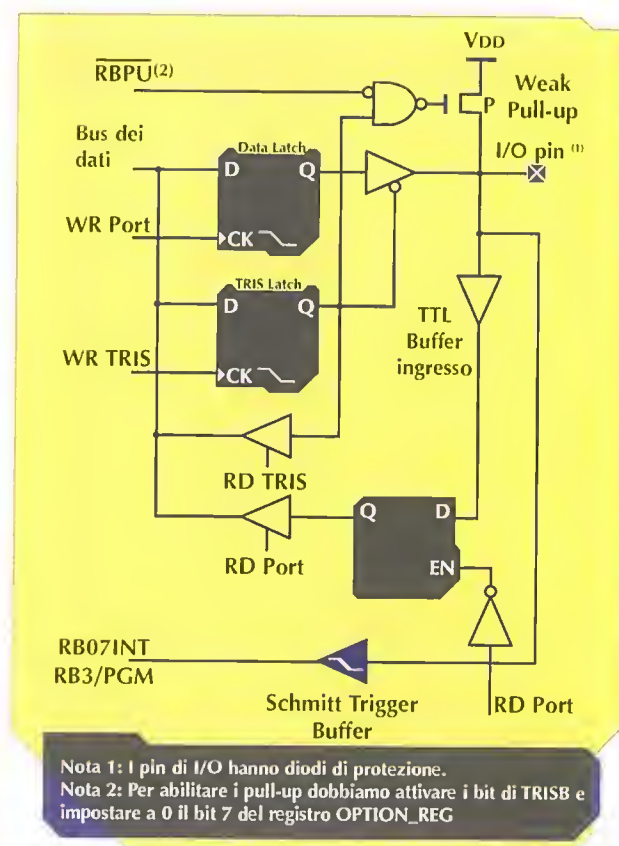 VDD
RBPU(2)
Weak
Pull-up
P
Bus dei
dati
I/O pin (1)
Data Latch
D
Q
WR Port
CK
TRIS Latch
D
Q
TTL
Buffer
ingresso
WR TRIS
CK
RD TRIS
Q
D
RD Port
EN
RB07INT
RB3/PGM
Schmitt Trigger
Buffer
RD Port
Nota 1: I pin di I/O hanno diodi di protezione.
Nota 2: Per abilitare i pull-up dobbiamo attivare i bit di TRISB e
impostare a 0 il bit 7 del registro OPTION_REG